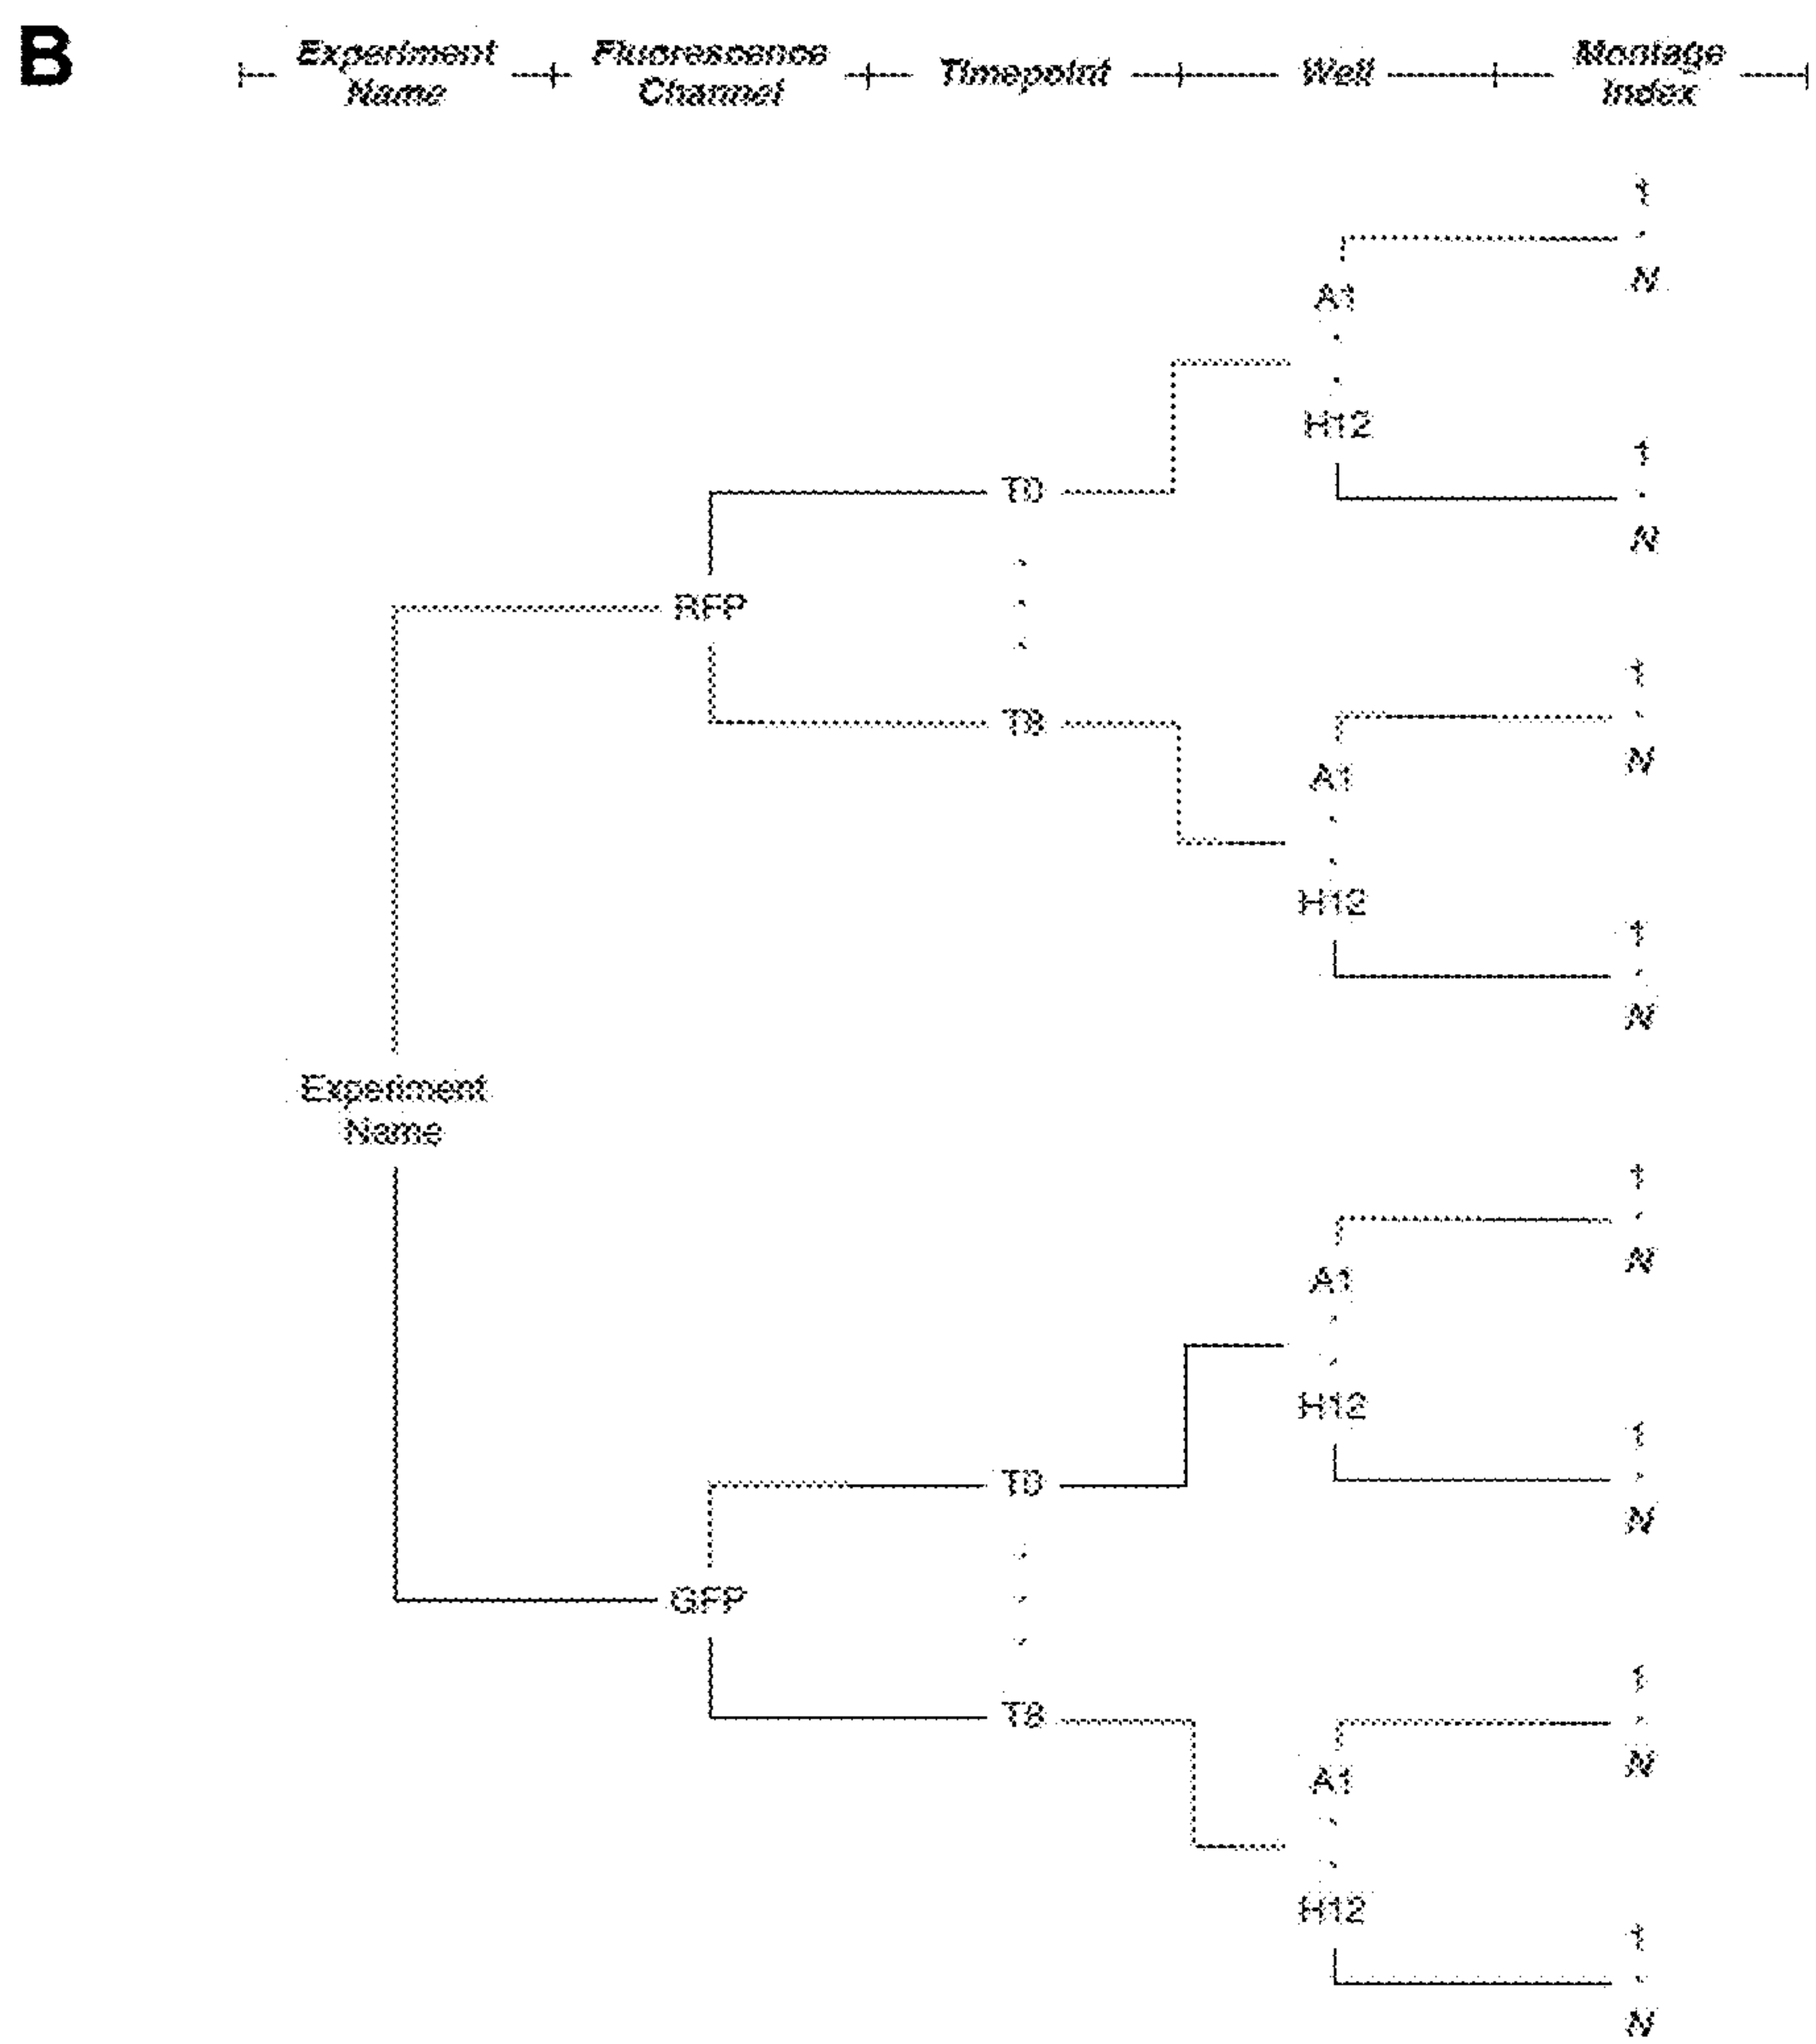 B
Experiment Name
Fluorescence Channel
Timepoint
Well
Montage Index
1
N
A1
H12
1
N
T0
RFP
1
T8
N
A1
H12
1
N
Experiment
Name
1
N
A1
H12
1
T0
N
GFP
1
T8
N
A1
H12
1
N